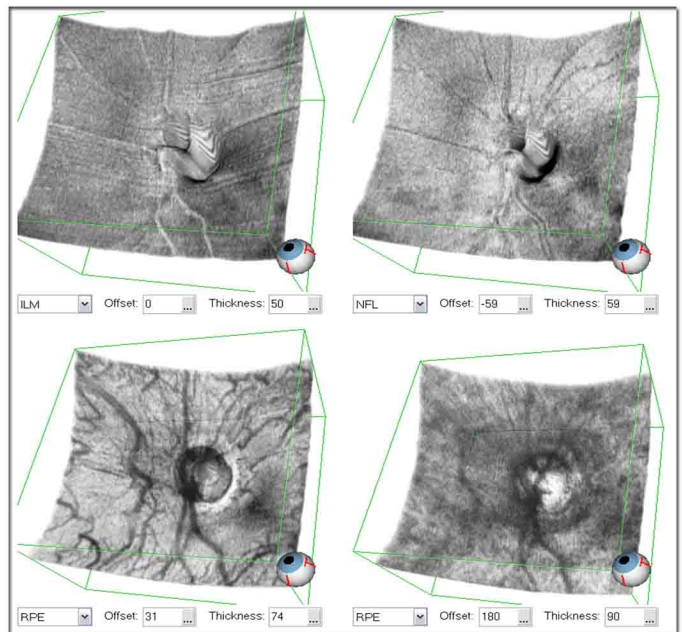 ILM Offset: 0 ... Thickness: 50 ... NFL Offset: -59 Thickness: 59 ...
RPE Offset: 31 ... Thickness: 74 ... RPE Offset: 180 ... Thickness: 90 ...